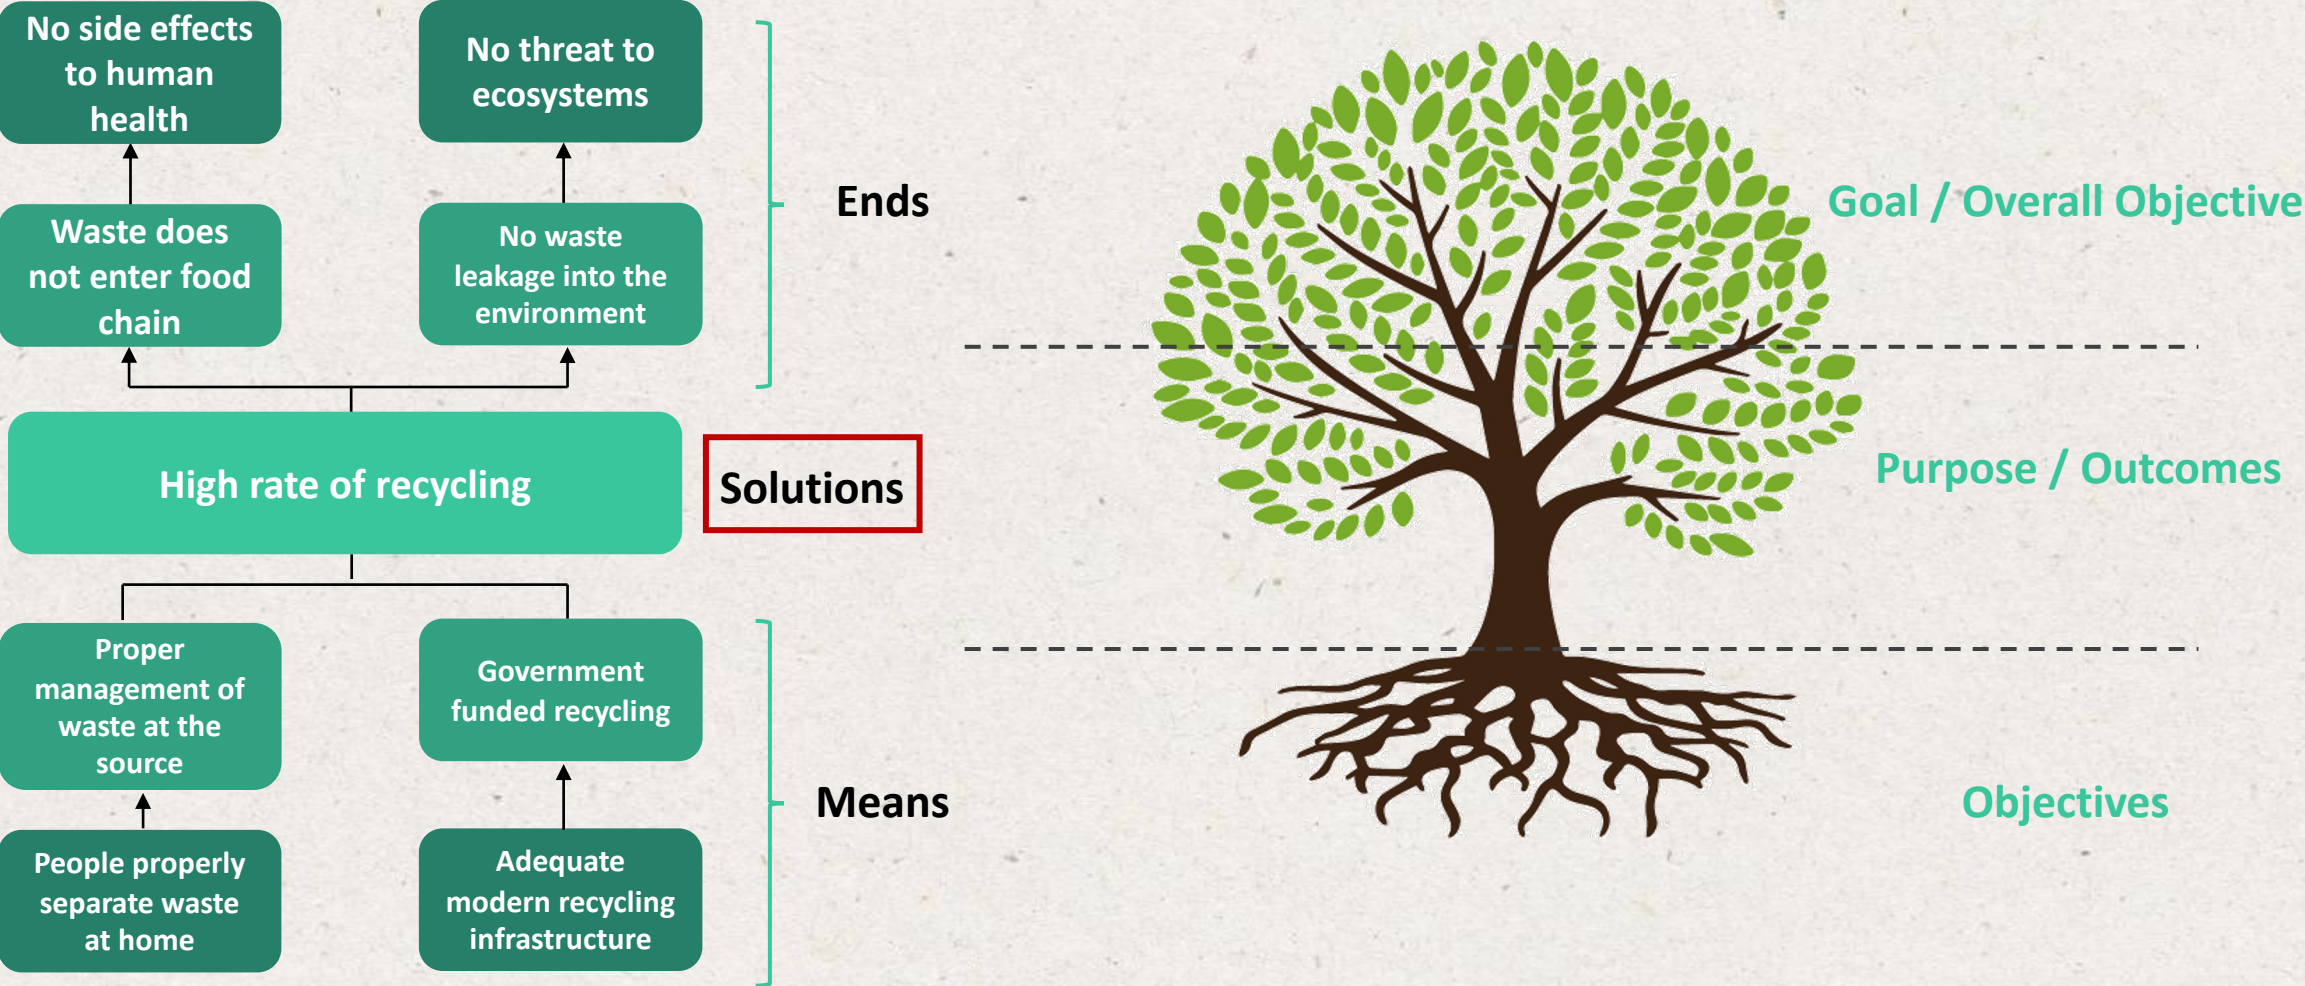 No side effects
to human
health
No threat to
ecosystems
Waste does
not enter food
chain
No waste
leakage into the
environment
Ends
Goal / Overall Objective
High rate of recycling
Solutions
Purpose / Outcomes
Proper
management of
waste at the
source
Government
funded recycling
People properly
separate waste
at home
Adequate
modern recycling
infrastructure
Means
Objectives